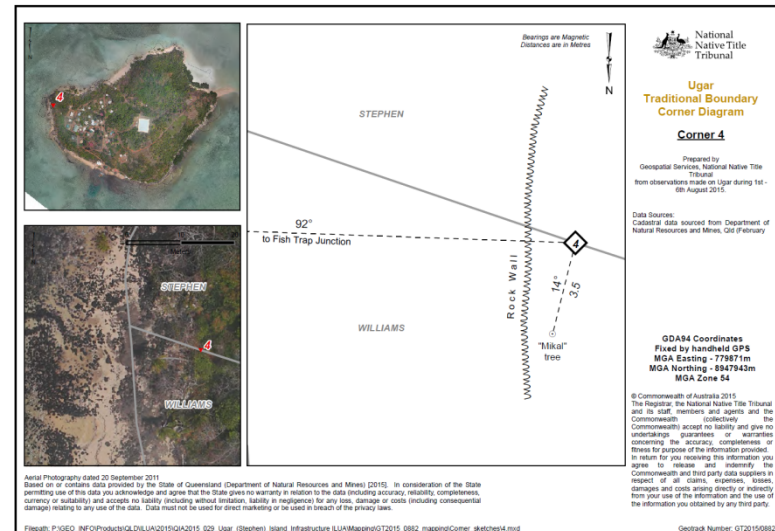 4
STEPHEN
WILLIAMS
4
Bearings are Magnetic
Distances are in Metres
N
STEPHEN
92°
to Fish Trap Junction
Rock Wall
4
14°
3.5
"Mikal"
tree
WILLIAMS
National
Native Title
Tribunal
Ugar
Traditional Boundary
Corner Diagram
Corner 4
Prepared by
Geospatial Services, National Native Title
Tribunal
from observations made on Ugar during 1st -
6th August 2015.
Data Sources:
Cadastral data sourced from Department of
Natural Resources and Mines, Qld (February
GDA94 Coordinates
Fixed by handheld GPS
MGA Easting - 779871m
MGA Northing - 8947943m
MGA Zone 54
© Commonwealth of Australia 2015
The Registrar, the National Native Title Tribunal
and its staff, members and agents and the
Commonwealth (collectively the
Commonwealth) accept no liability and give no
undertakings guarantees or warranties
concerning the accuracy, completeness or
fitness for purpose of the information provided.
In return for you receiving this information you
agree to release and indemnify the
Commonwealth and third party data suppliers in
respect of all claims, expenses, losses,
damages and costs arising directly or indirectly
from your use of the information and the use of
the information you obtained by any third party.
Aerial Photography dated 20 September 2011
Based on or contains data provided by the State of Queensland (Department of Natural Resources and Mines) [2015]. In consideration of the State
permitting use of this data you acknowledge and agree that the State gives no warranty in relation to the data (including accuracy, reliability, completeness,
currency or suitability) and accepts no liability (including without limitation, liability in negligence) for any loss, damage or costs (including consequential
damage) relating to any use of the data. Data must not be used for direct marketing or be used in breach of the privacy laws.
Filepath: P:\GEO_INFO\Products\QLD\ILUA\2015\QIA2015_029_Ugar_(Stephen)_Island_Infrastructure_ILUA\Mapping\GT2015_0882_mapping\Corner_sketches\4.mxd
Geotrack Number: GT2015/0882